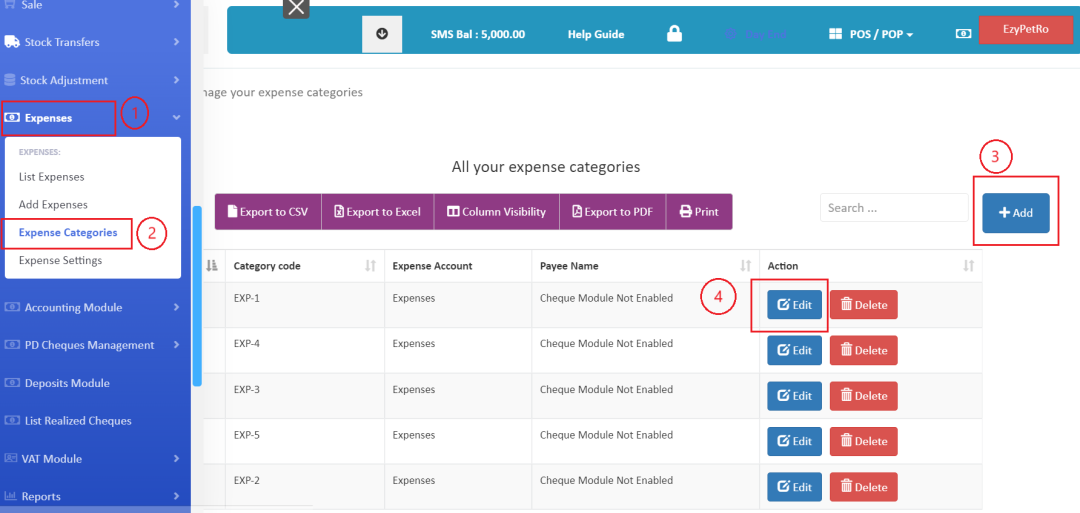 Sale
SMS Bal : 5,000.00
Help Guide
Day End
POS / POP
EzyPetRo
Stock Transfers
Stock Adjustment
Expenses
1
EXPENSES:
List Expenses
Add Expenses
Expense Categories
2
Expense Settings
Accounting Module
PD Cheques Management
Deposits Module
List Realized Cheques
VAT Module
Reports
nage your expense categories
All your expense categories
3
Export to CSV
Export to Excel
Column Visibility
Export to PDF
Print
Search ...
+ Add
Category code
Expense Account
Payee Name
Action
EXP-1
Expenses
Cheque Module Not Enabled
4
Edit
Delete
EXP-4
Expenses
Cheque Module Not Enabled
Edit
Delete
EXP-3
Expenses
Cheque Module Not Enabled
Edit
Delete
EXP-5
Expenses
Cheque Module Not Enabled
Edit
Delete
EXP-2
Expenses
Cheque Module Not Enabled
Edit
Delete